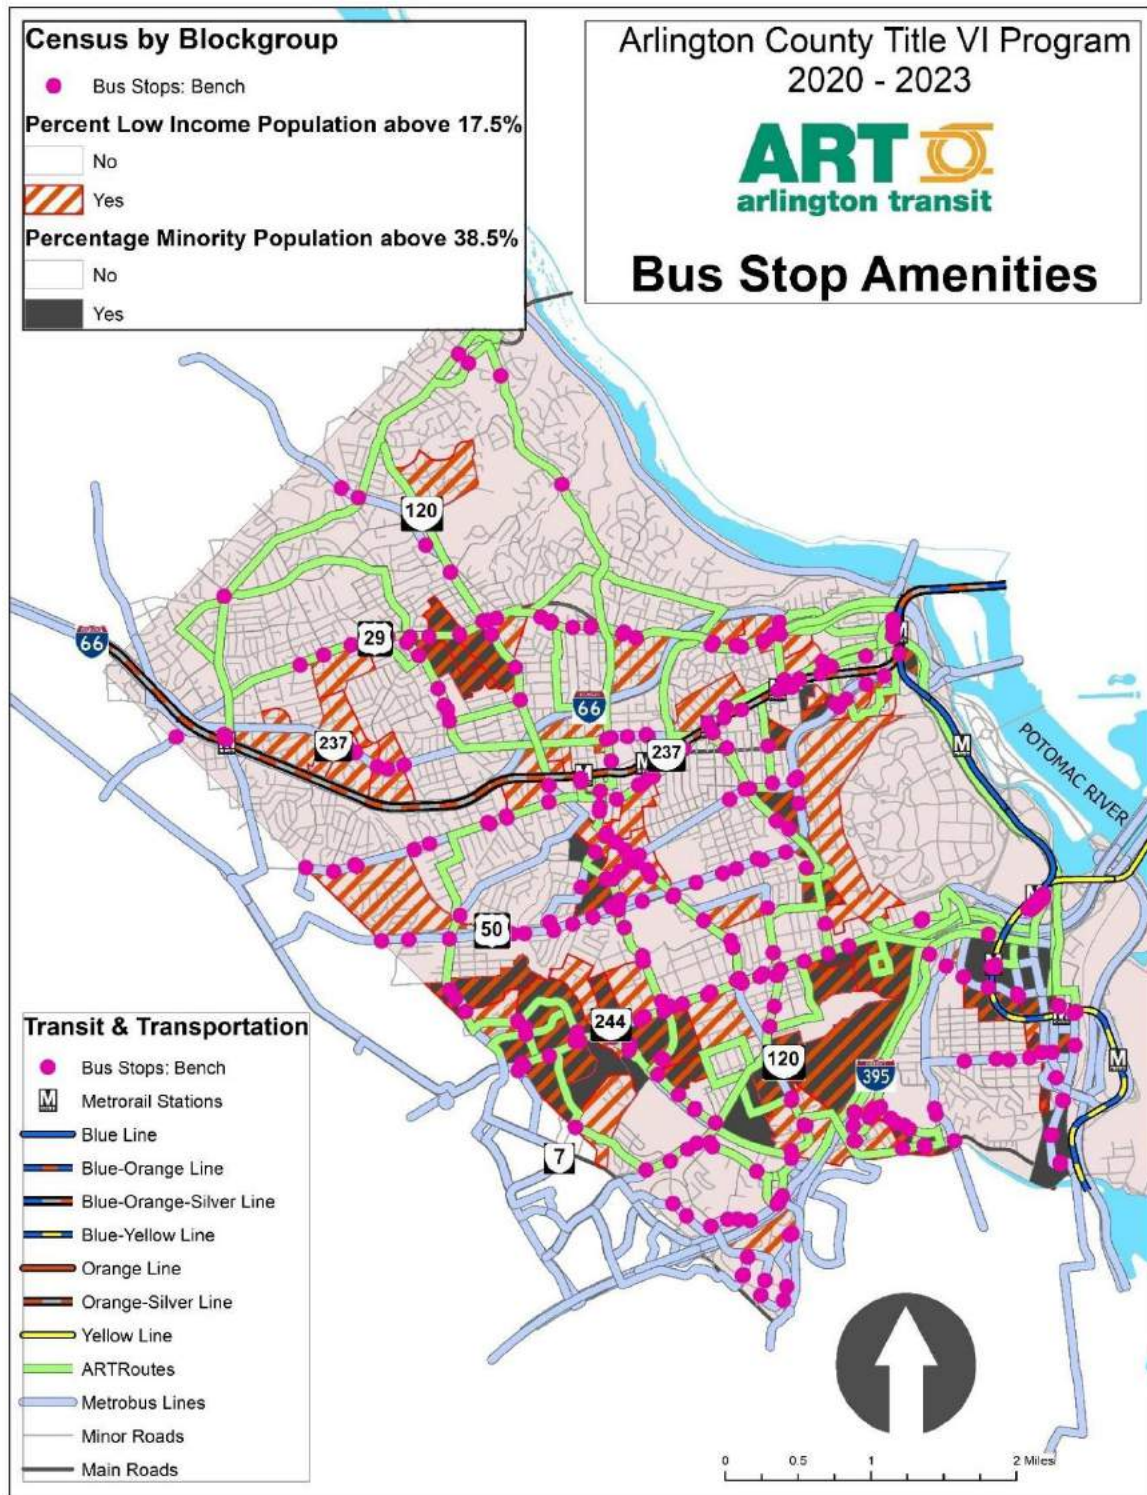 Census by Blockgroup
Bus Stops: Bench
Percent Low Income Population above 17.5%
No
Yes
Percentage Minority Population above 38.5%
No
Yes
Arlington County Title VI Program
2020 - 2023
ART
arlington transit
Bus Stop Amenities
120
29
66
66
237
237
M
M
M
M
M
M
POTOMAC RIVER
50
244
120
395
7
Transit & Transportation
Bus Stops: Bench
M
Metrorail Stations
Blue Line
Blue-Orange Line
Blue-Orange-Silver Line
Blue-Yellow Line
Orange Line
Orange-Silver Line
Yellow Line
ARTRoutes
Metrobus Lines
Minor Roads
Main Roads
0 0.5 1 2 Miles